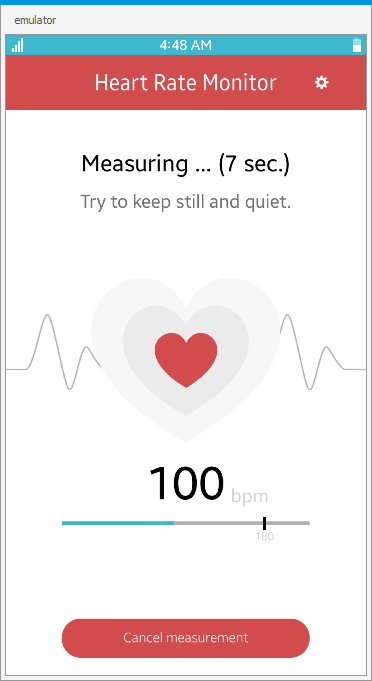 emulator
4:48 AM
Heart Rate Monitor
Measuring ... (7 sec.)
Try to keep still and quiet.
100 bpm
180
Cancel measurement